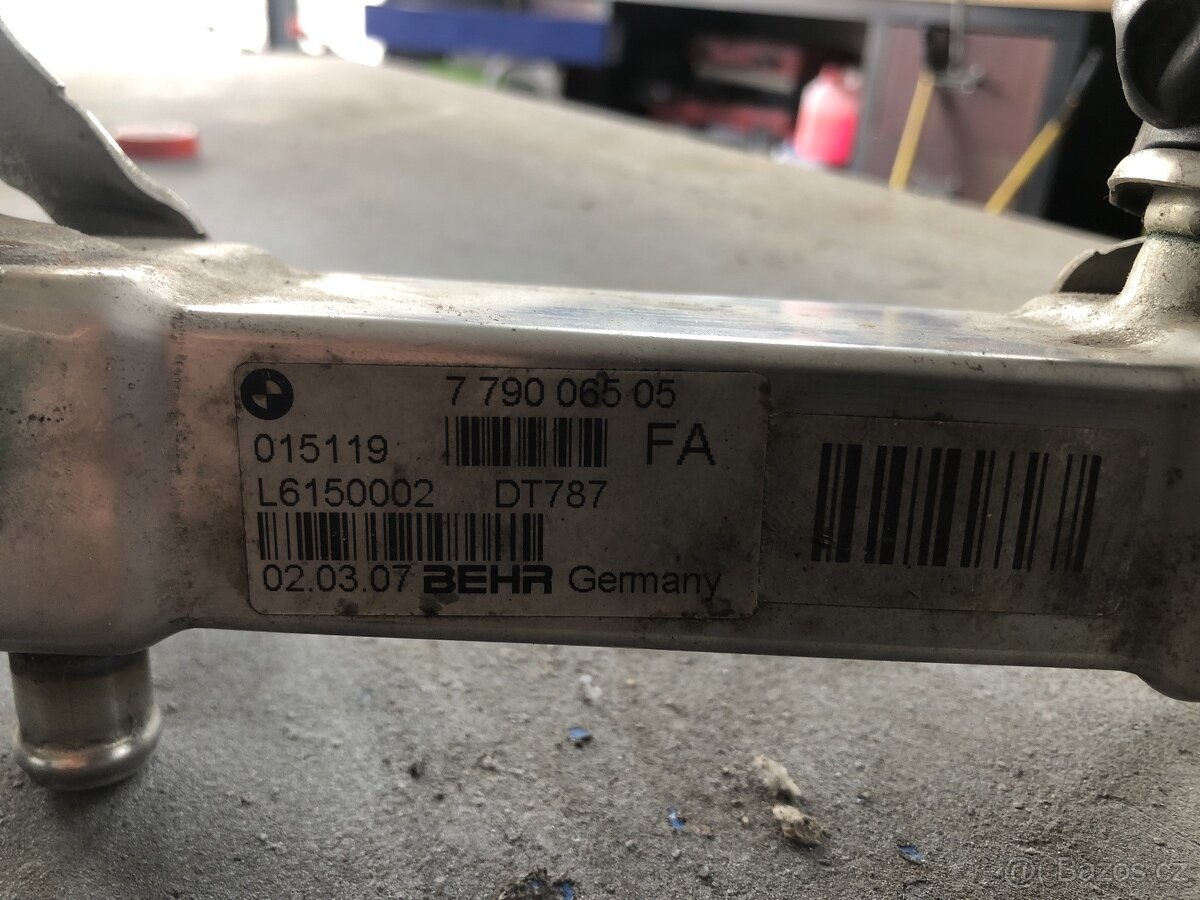 7 790 065 05
015119 FA
L6150002 DT787
02.03.07 BEHR Germany
@ Bazos.cz